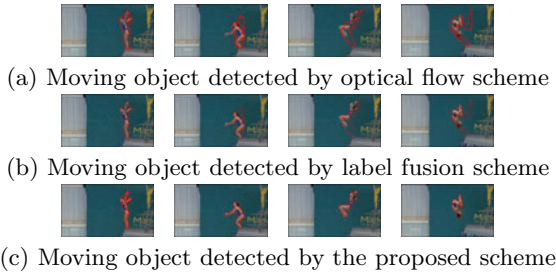 (a) Moving object detected by optical flow scheme
(b) Moving object detected by label fusion scheme
(c) Moving object detected by the proposed scheme